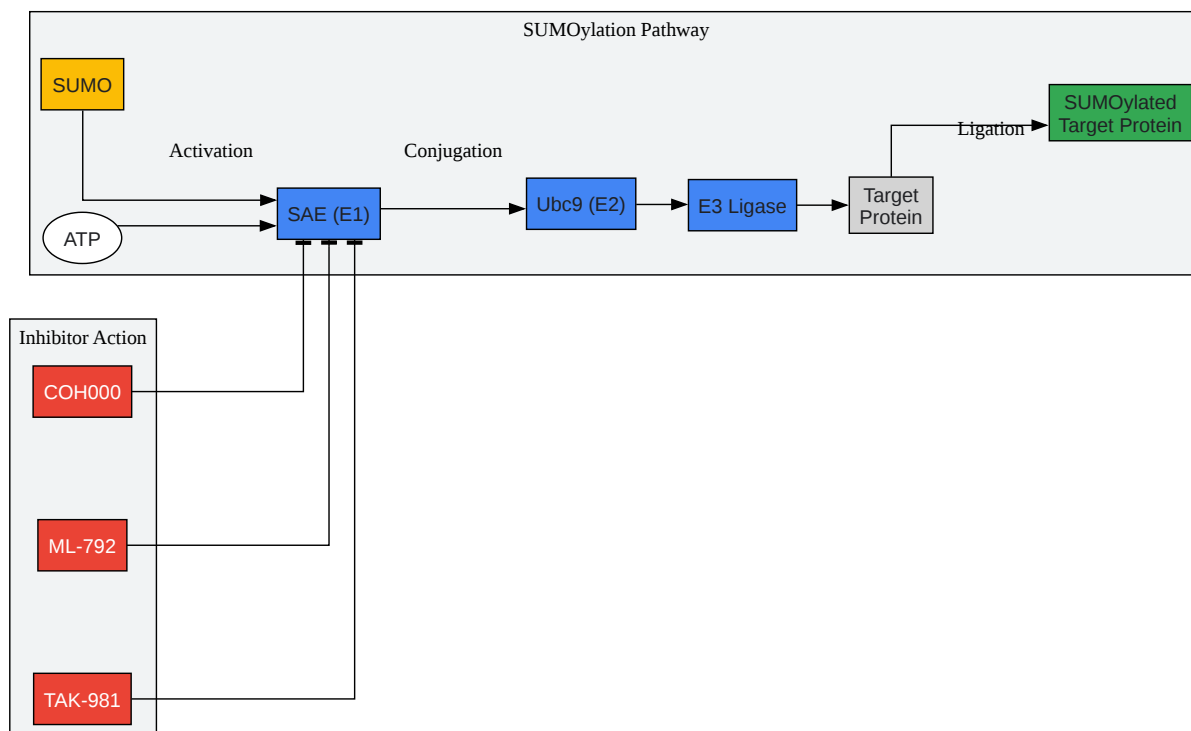 SUMOylation Pathway
SUMO
Activation
Conjugation
Ligation
SUMOylated
Target Protein
SAE (E1)
Ubc9 (E2)
E3 Ligase
Target
Protein
ATP
Inhibitor Action
COH000
ML-792
TAK-981